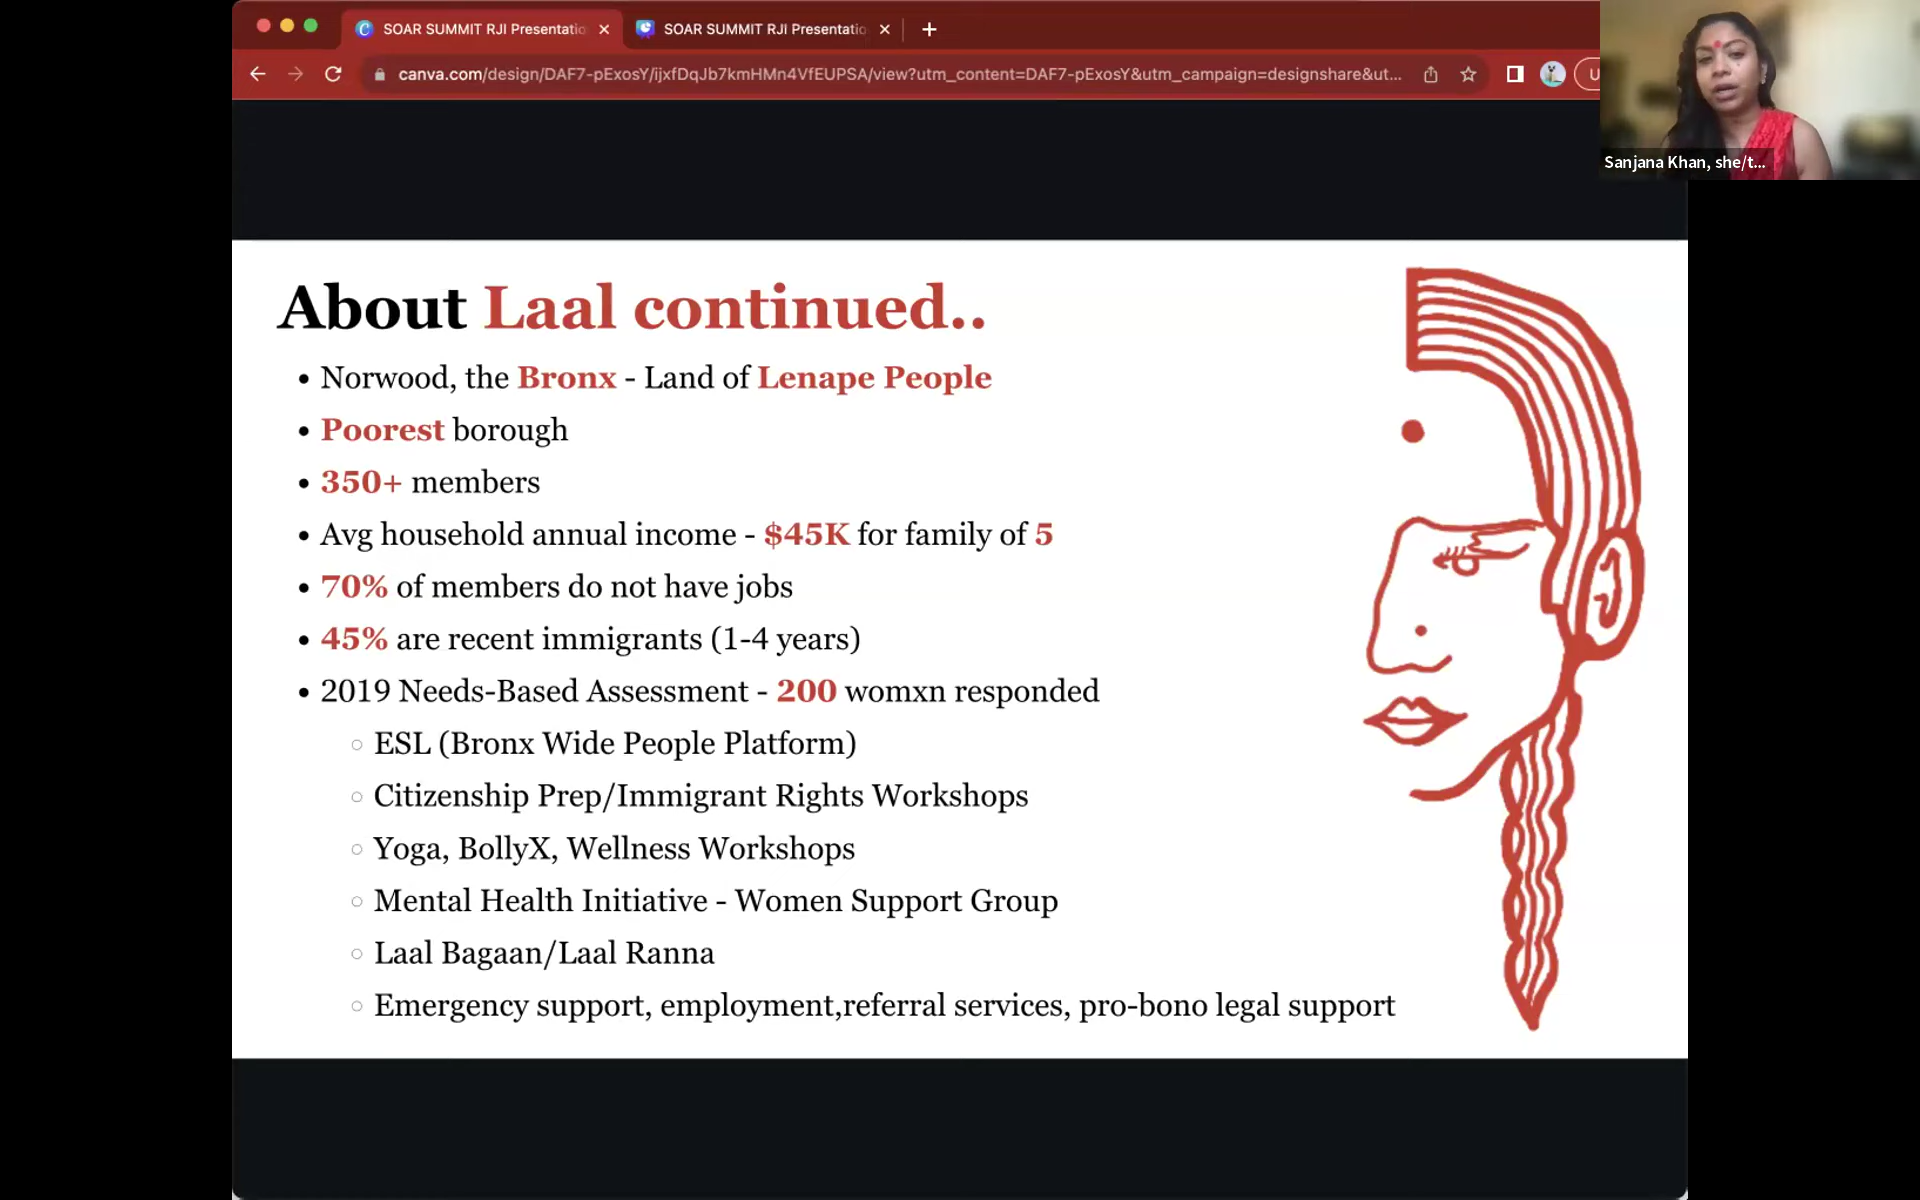 SOAR SUMMIT RJI Presentatio
SOAR SUMMIT RJI Presentatio
canva.com/design/DAF7-pExosY/ijxfDqJb7kmHMn4VfEUPSA/view?utm_content=DAF7-pExosY&utm_campaign=designshare&ut...
U
Sanjana Khan, she/t...
About Laal continued..
• Norwood, the Bronx - Land of Lenape People
• Poorest borough
• 350+ members
• Avg household annual income - $45K for family of 5
• 70% of members do not have jobs
• 45% are recent immigrants (1-4 years)
• 2019 Needs-Based Assessment - 200 womxn responded
○ ESL (Bronx Wide People Platform)
○ Citizenship Prep/Immigrant Rights Workshops
○ Yoga, BollyX, Wellness Workshops
○ Mental Health Initiative - Women Support Group
○ Laal Bagaan/Laal Ranna
○ Emergency support, employment,referral services, pro-bono legal support